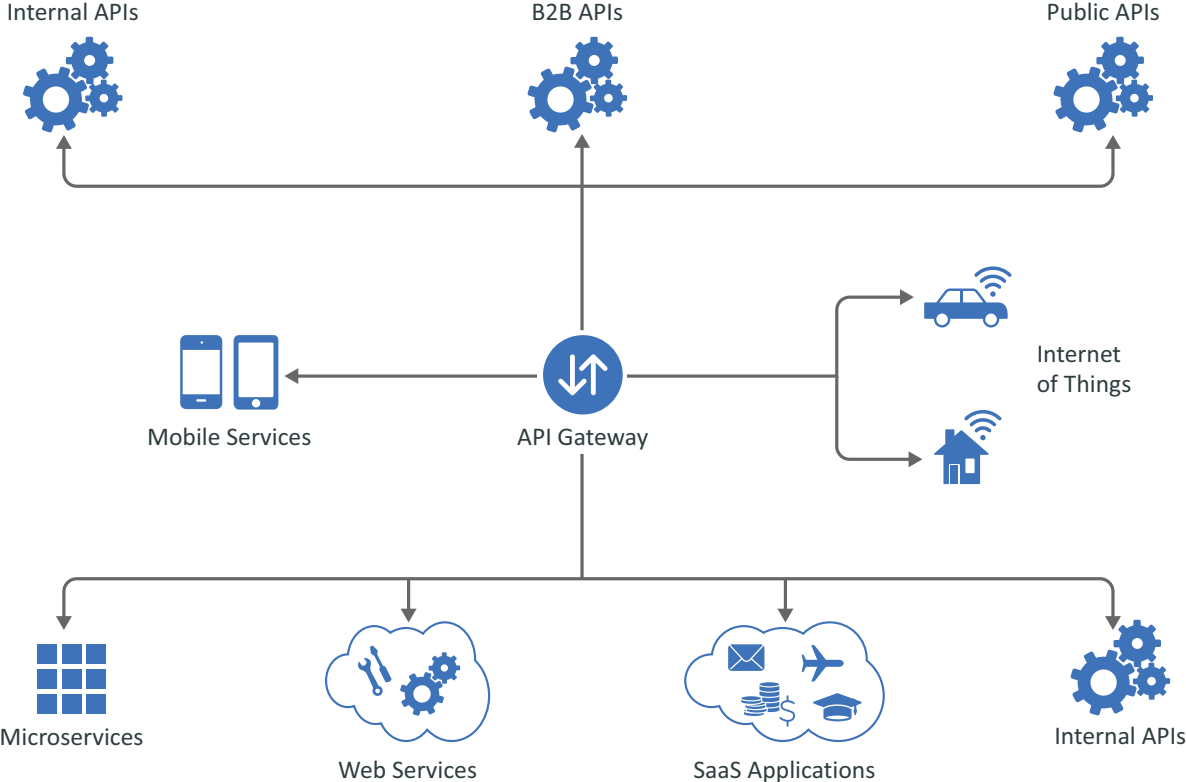 Internal APIs
B2B APIs
Public APIs
Internet
of Things
Mobile Services
API Gateway
$
Microservices
Internal APIs
Web Services
SaaS Applications